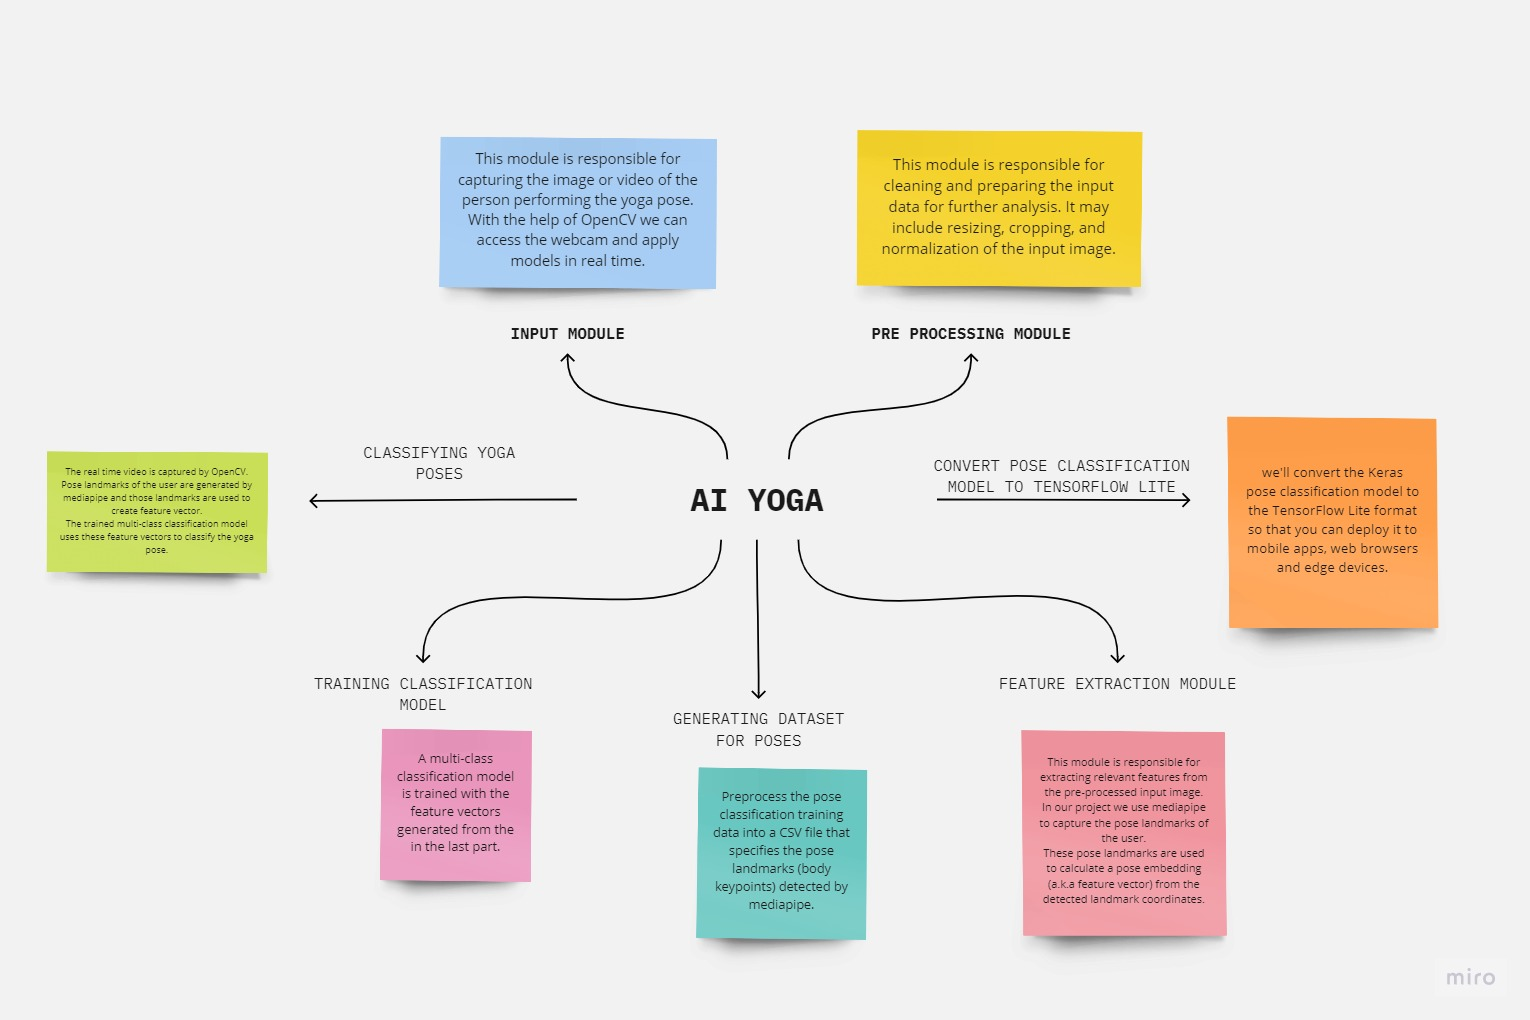 This module is responsible for
capturing the image or video of the
person performing the yoga pose.
With the help of OpenCV we can
access the webcam and apply
models in real time.
INPUT MODULE
This module is responsible for
cleaning and preparing the input
data for further analysis. It may
include resizing, cropping, and
normalization of the input image.
PRE PROCESSING MODULE
CLASSIFYING YOGA
POSES
The real time video is captured by OpenCV.
Pose landmarks of the user are generated by
mediapipe and those landmarks are used to
create feature vector.
The trained multi-class classification model
uses these feature vectors to classify the yoga
pose.
AI YOGA
CONVERT POSE CLASSIFICATION
MODEL TO TENSORFLOW LITE
we'll convert the Keras
pose classification model to
the TensorFlow Lite format
so that you can deploy it to
mobile apps, web browsers
and edge devices.
TRAINING CLASSIFICATION
MODEL
A multi-class
classification model
is trained with the
feature vectors
generated from the
in the last part.
GENERATING DATASET
FOR POSES
Preprocess the pose
classification training
data into a CSV file that
specifies the pose
landmarks (body
keypoints) detected by
mediapipe.
FEATURE EXTRACTION MODULE
This module is responsible for
extracting relevant features from
the pre-processed input image.
In our project we use mediapipe
to capture the pose landmarks of
the user.
These pose landmarks are used
to calculate a pose embedding
(a.k.a feature vector) from the
detected landmark coordinates.
miro